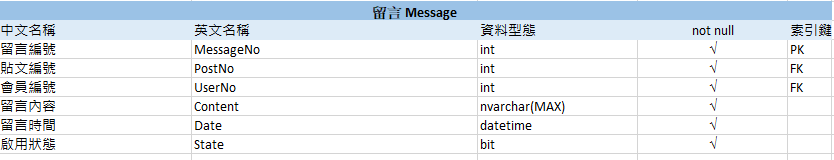 留言 Message
中文名稱 英文名稱 資料型態 not null 索引鍵
留言編號 MessageNo int √ PK
貼文編號 PostNo int √ FK
會員編號 UserNo int √ FK
留言內容 Content nvarchar(MAX) √
留言時間 Date datetime √
啟用狀態 State bit √